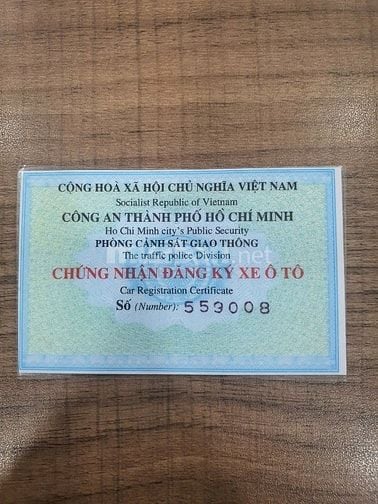 CỘNG HOÀ XÃ HỘI CHỦ NGHĨA VIỆT NAM
Socialist Republic of Vietnam
CÔNG AN THÀNH PHỐ HỒ CHÍ MINH
Ho Chi Minh city's Public Security
PHÒNG CẢNH SÁT GIAO THÔNG
The traffic police Division
CHỨNG NHẬN ĐĂNG KÝ XE Ô TÔ
Car Registration Certificate
Số (Number): 559008